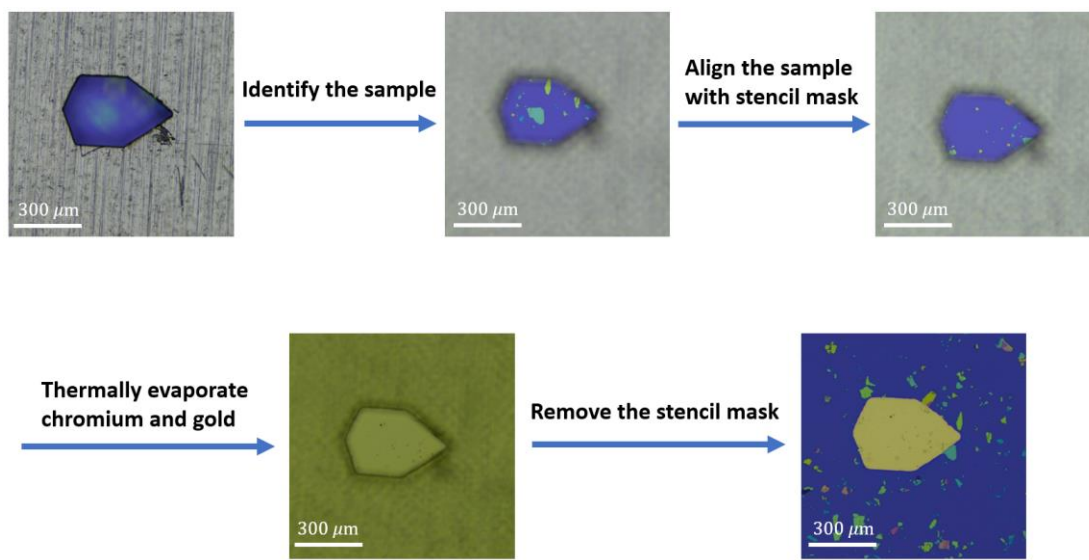 Identify the sample
Align the sample
with stencil mask
300 μm
300 μm
300 μm
Thermally evaporate
chromium and gold
Remove the stencil mask
300 μm
300 μm